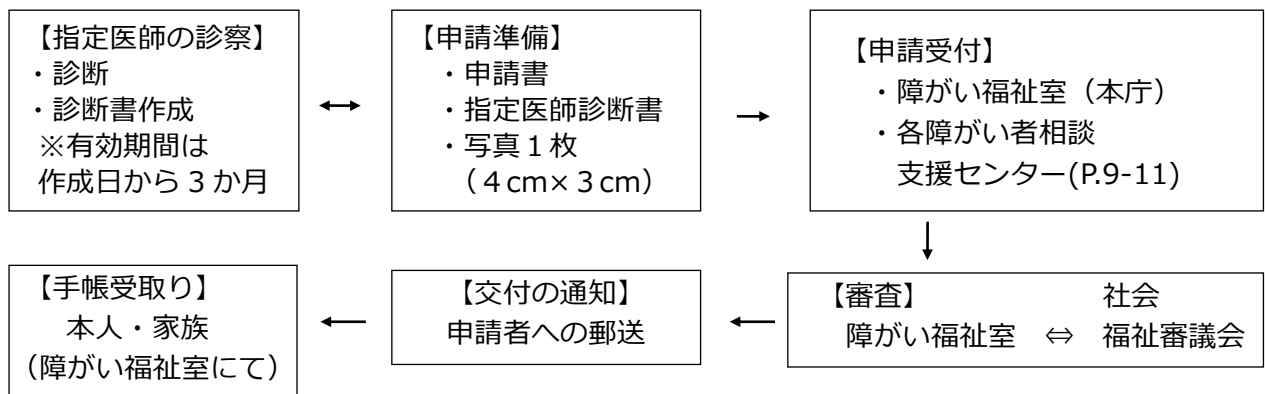 【指定医師の診察】
・診断
・診断書作成
※有効期間は
作成日から３か月
【申請準備】
・申請書
・指定医師診断書
・写真１枚
（４cm×３cm）
【申請受付】
・障がい福祉室（本庁）
・各障がい者相談
支援センター(P.9-11)
【審査】 社会
障がい福祉室 ⇔ 福祉審議会
【交付の通知】
申請者への郵送
【手帳受取り】
本人・家族
（障がい福祉室にて）